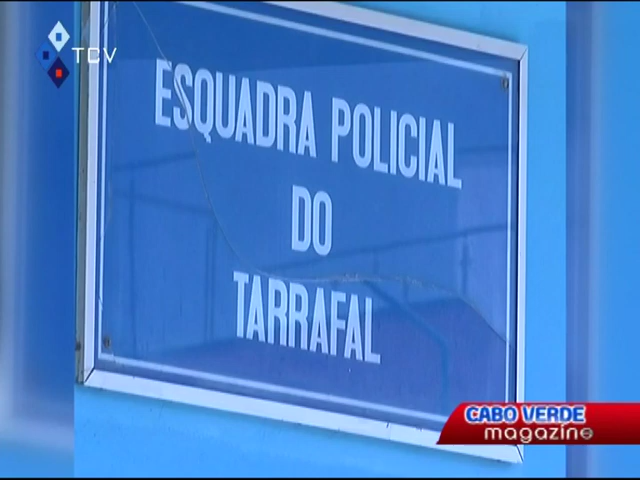 TCV
ESQUADRA POLICIAL
DO
TARRAFAL
CABO VERDE
magazine